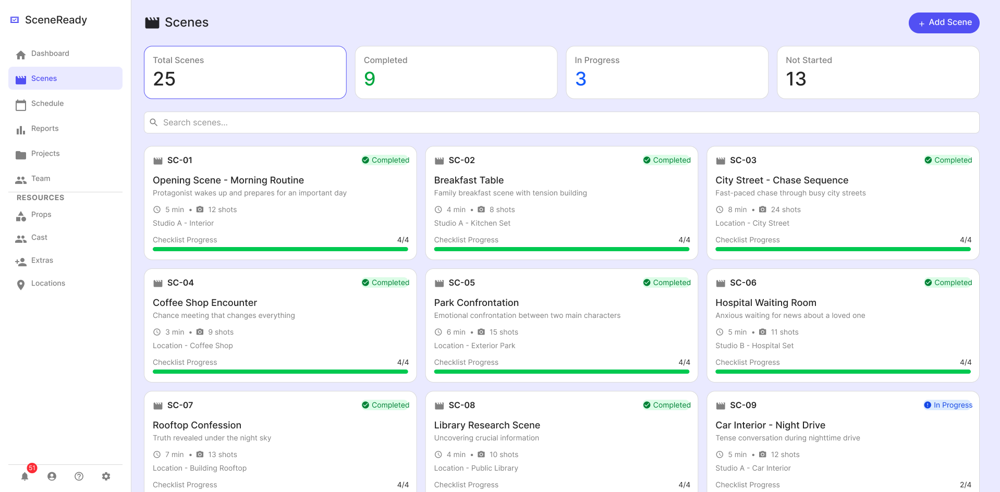 SceneReady
Dashboard
Scenes
Schedule
Reports
Projects
Team
RESOURCES
Props
Cast
Extras
Locations
51
Scenes
+ Add Scene
Total Scenes
25
Completed
9
In Progress
3
Not Started
13
Search scenes...
SC-01
Completed
Opening Scene - Morning Routine
Protagonist wakes up and prepares for an important day
5 min • 12 shots
Studio A - Interior
Checklist Progress 4/4
SC-02
Completed
Breakfast Table
Family breakfast scene with tension building
4 min • 8 shots
Studio A - Kitchen Set
Checklist Progress 4/4
SC-03
Completed
City Street - Chase Sequence
Fast-paced chase through busy city streets
8 min • 24 shots
Location - City Street
Checklist Progress 4/4
SC-04
Completed
Coffee Shop Encounter
Chance meeting that changes everything
3 min • 9 shots
Location - Coffee Shop
Checklist Progress 4/4
SC-05
Completed
Park Confrontation
Emotional confrontation between two main characters
6 min • 15 shots
Location - Exterior Park
Checklist Progress 4/4
SC-06
Completed
Hospital Waiting Room
Anxious waiting for news about a loved one
5 min • 11 shots
Studio B - Hospital Set
Checklist Progress 4/4
SC-07
Completed
Rooftop Confession
Truth revealed under the night sky
7 min • 13 shots
Location - Building Rooftop
Checklist Progress 4/4
SC-08
Completed
Library Research Scene
Uncovering crucial information
4 min • 10 shots
Location - Public Library
Checklist Progress 4/4
SC-09
In Progress
Car Interior - Night Drive
Tense conversation during nighttime drive
5 min • 12 shots
Studio A - Car Interior
Checklist Progress 2/4